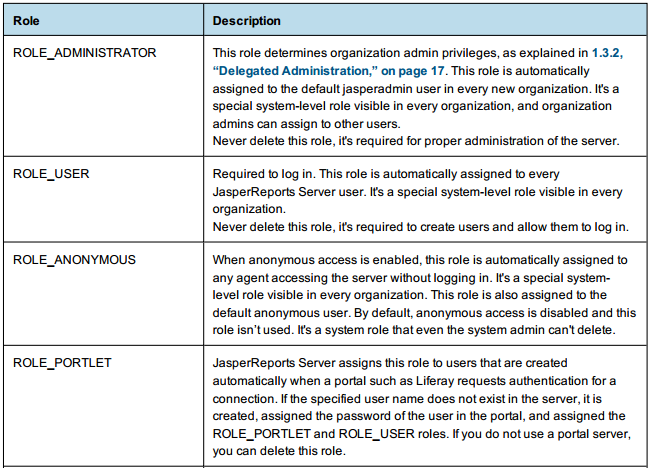 Role Description
ROLE_ADMINISTRATOR This role determines organization admin privileges, as explained in 1.3.2,
“Delegated Administration,” on page 17. This role is automatically
assigned to the default jasperadmin user in every new organization. It's a
special system-level role visible in every organization, and organization
admins can assign to other users.
Never delete this role, it's required for proper administration of the server.
ROLE_USER Required to log in. This role is automatically assigned to every
JasperReports Server user. It's a special system-level role visible in every
organization.
Never delete this role, it's required to create users and allow them to log in.
ROLE_ANONYMOUS When anonymous access is enabled, this role is automatically assigned to
any agent accessing the server without logging in. It's a special system-
level role visible in every organization. This role is also assigned to the
default anonymous user. By default, anonymous access is disabled and this
role isn’t used. It's a system role that even the system admin can't delete.
ROLE_PORTLET JasperReports Server assigns this role to users that are created
automatically when a portal such as Liferay requests authentication for a
connection. If the specified user name does not exist in the server, it is
created, assigned the password of the user in the portal, and assigned the
ROLE_PORTLET and ROLE_USER roles. If you do not use a portal server,
you can delete this role.